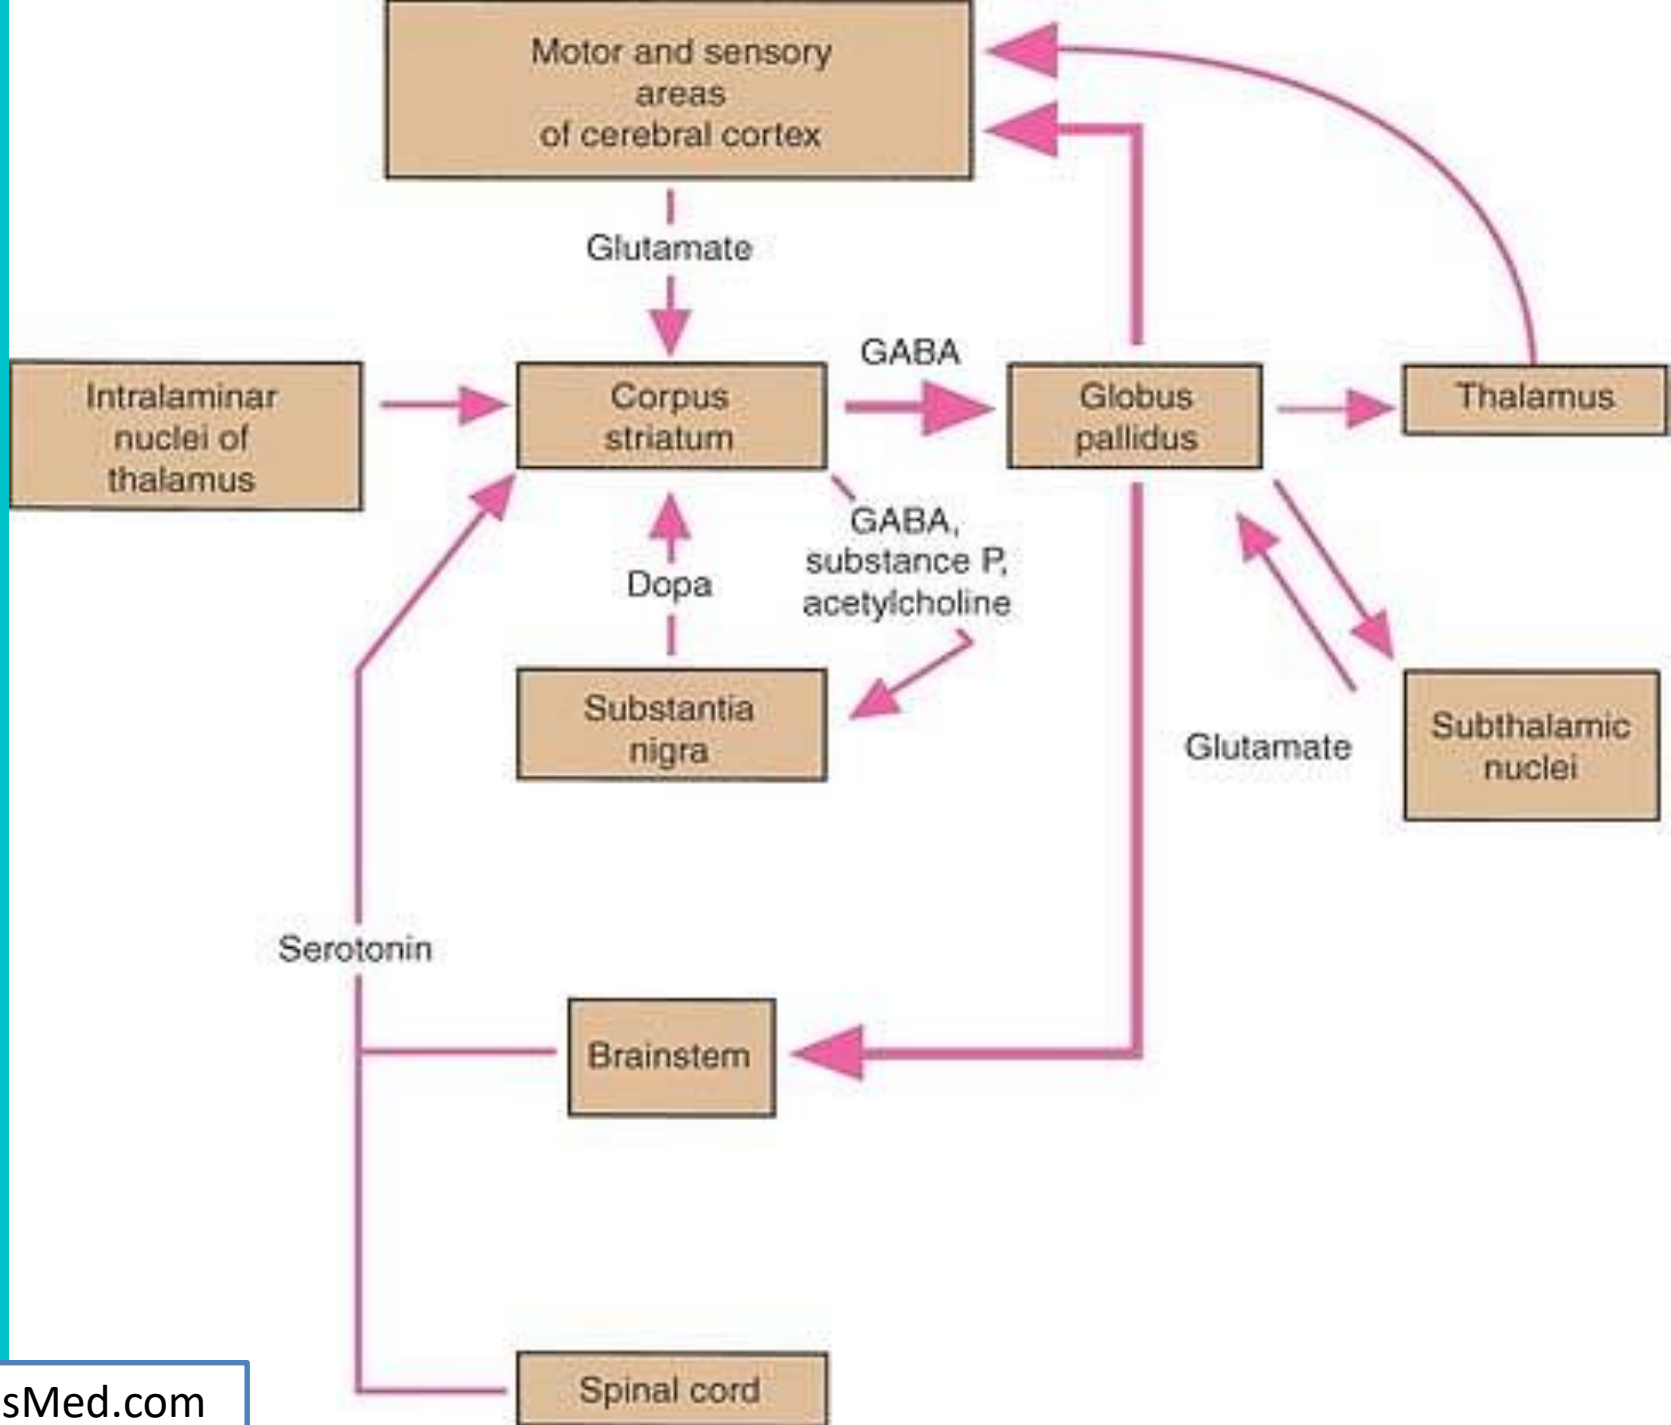 Motor and sensory
areas
of cerebral cortex
Glutamate
GABA
Intralaminar
nuclei of
thalamus
Corpus
striatum
Globus
pallidus
Thalamus
GABA,
substance P,
acetylcholine
Dopa
Substantia
nigra
Glutamate
Subthalamic
nuclei
Serotonin
Brainstem
Spinal cord
sMed.com